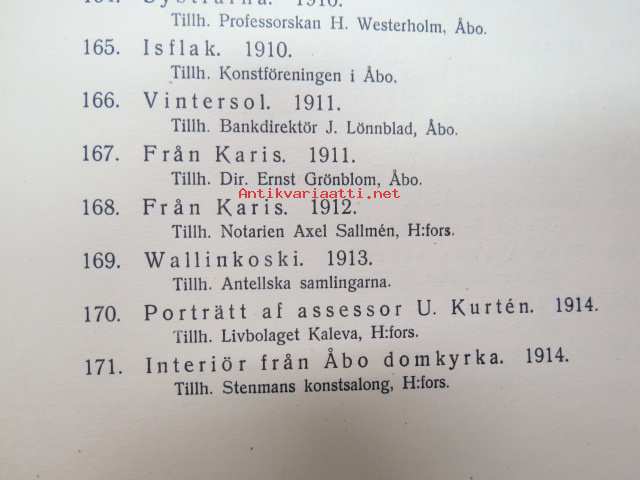 Tillh. Professorskan H. Westerholm, Åbo.
165. Isflak. 1910.
Tillh. Konstföreningen i Åbo.
166. Vintersol. 1911.
Tillh. Bankdirektör J. Lönnblad, Åbo.
167. Från Karis. 1911.
Tillh. Dir. Ernst Grönblom, Åbo.
Antikvariaatti.net
168. Från Karis. 1912.
Tillh. Notarien Axel Sallmén, H:fors.
169. Wallinkoski. 1913.
Tillh. Antellska samlingarna.
170. Porträtt af assessor U. Kurtén. 1914.
Tillh. Livbolaget Kaleva, H:fors.
171. Interiör från Åbo domkyrka. 1914.
Tillh. Stenmans konstsalong, H:fors.